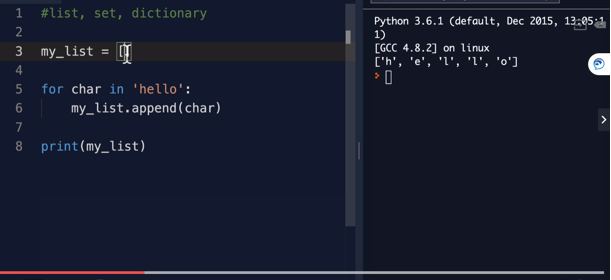 1 #list, set, dictionary
2
3 my_list = []
4
5 for char in 'hello':
6 my_list.append(char)
7
8 print(my_list)
Python 3.6.1 (default, Dec 2015, 13:05:1
1)
[GCC 4.8.2] on linux
['h', 'e', 'l', 'l', 'o']